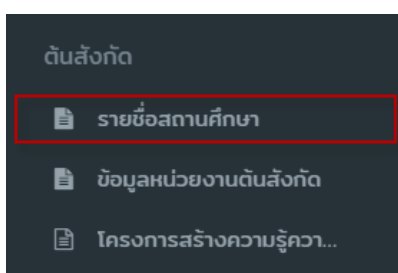 ต้นสังกัด
รายชื่อสถานศึกษา
ข้อมูลหน่วยงานต้นสังกัด
โครงการสร้างความรู้ควา...